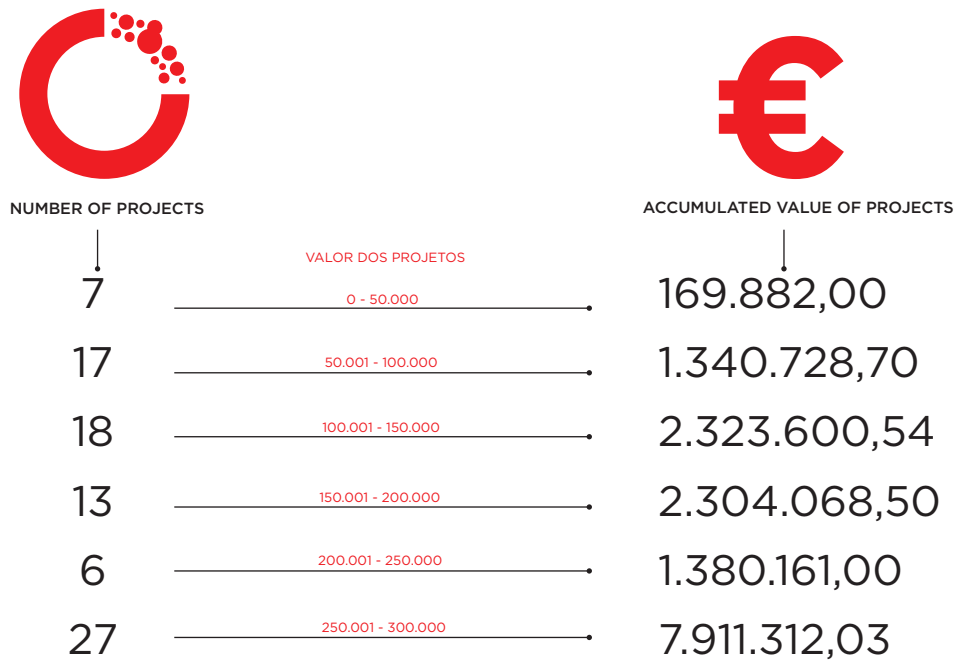 €
NUMBER OF PROJECTS
ACCUMULATED VALUE OF PROJECTS
VALOR DOS PROJETOS
7 0 - 50.000 169.882,00
17 50.001 - 100.000 1.340.728,70
18 100.001 - 150.000 2.323.600,54
13 150.001 - 200.000 2.304.068,50
6 200.001 - 250.000 1.380.161,00
27 250.001 - 300.000 7.911.312,03